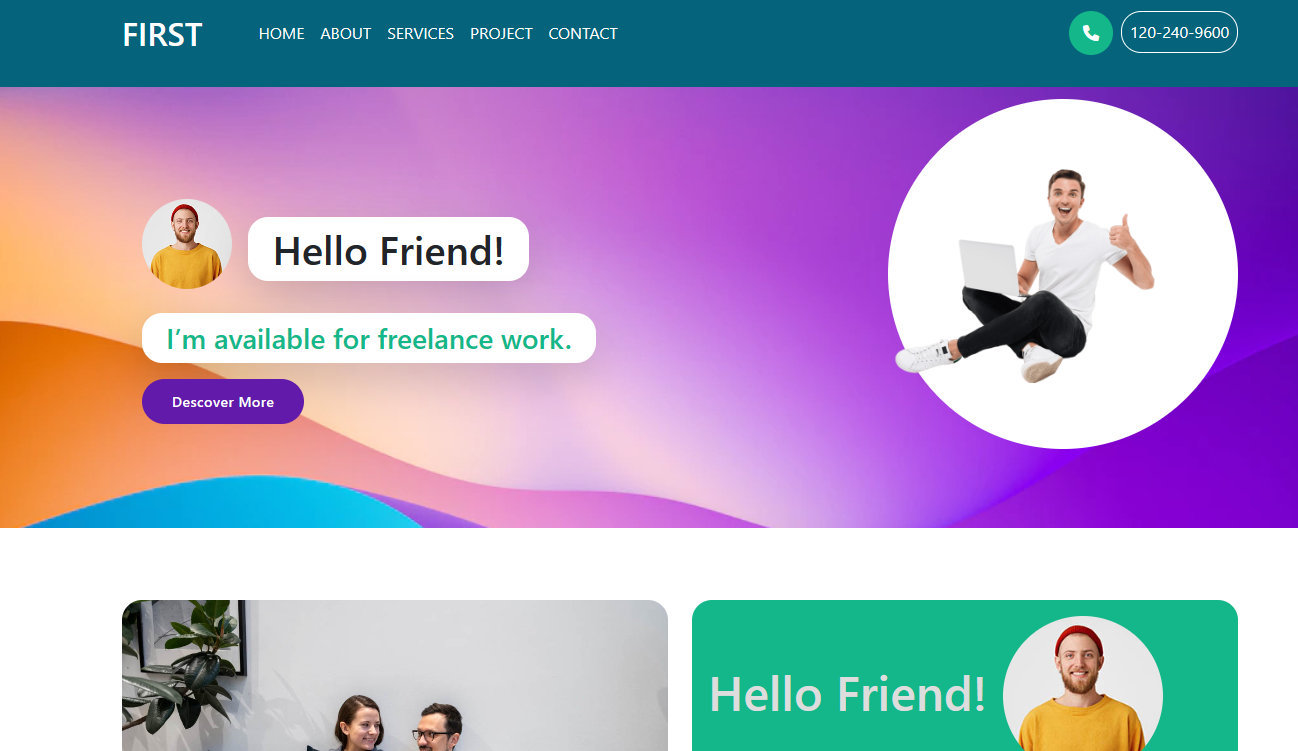 FIRST HOME ABOUT SERVICES PROJECT CONTACT 120-240-9600
Hello Friend!
I’m available for freelance work.
Descover More
Hello Friend!